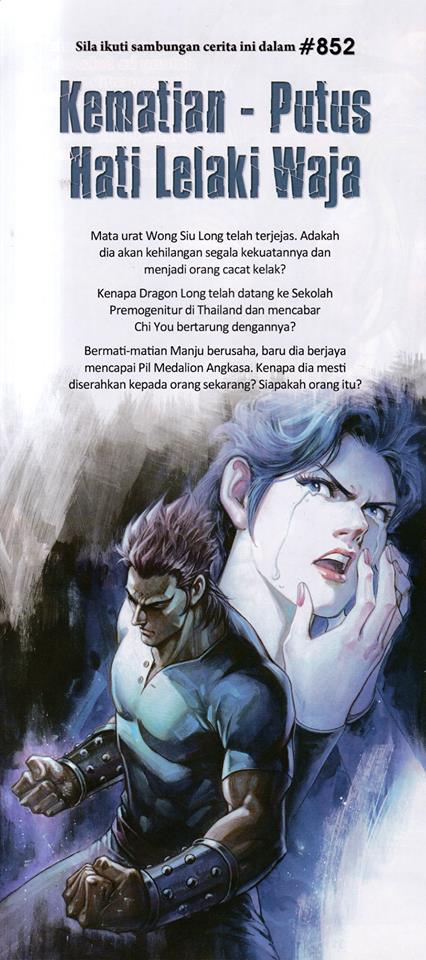 Sila ikuti sambungan cerita ini dalam #852
Kematian - Putus
Hati Lelaki Waja
Mata urat Wong Siu Long telah terjejas. Adakah
dia akan kehilangan segala kekuatannya dan
menjadi orang cacat kelak?
Kenapa Dragon Long telah datang ke Sekolah
Premogenitur di Thailand dan mencabar
Chi You bertarung dengannya?
Bermati-matian Manju berusaha, baru dia berjaya
mencapai Pil Medalion Angkasa. Kenapa dia mesti
diserahkan kepada orang sekarang? Siapakah orang itu?